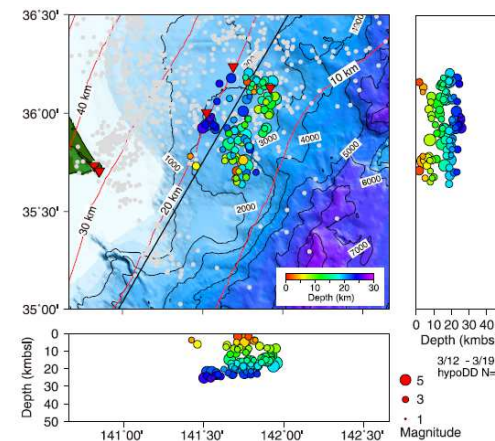 36˚30'
36˚00'
35˚30'
35˚00'
40 km
30 km
20 km
10 km
1000
2000
3000
4000
5000
6000
7000
0 10 20 30
Depth (km)
0
10
20
30
40
50
Depth (kmbsl)
141˚00' 141˚30' 142˚00'
0 10 20 30 40
Depth (kmbs
3/12 - 3/19
hypoDD N=
5
3
1
Magnitude